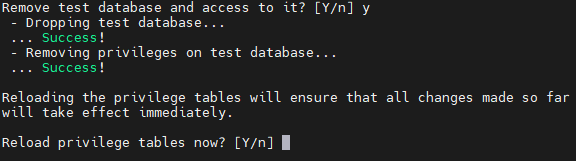 Remove test database and access to it? [Y/n] y
 - Dropping test database...
 ... Success!
 - Removing privileges on test database...
 ... Success!
Reloading the privilege tables will ensure that all changes made so far
will take effect immediately.
Reload privilege tables now? [Y/n]